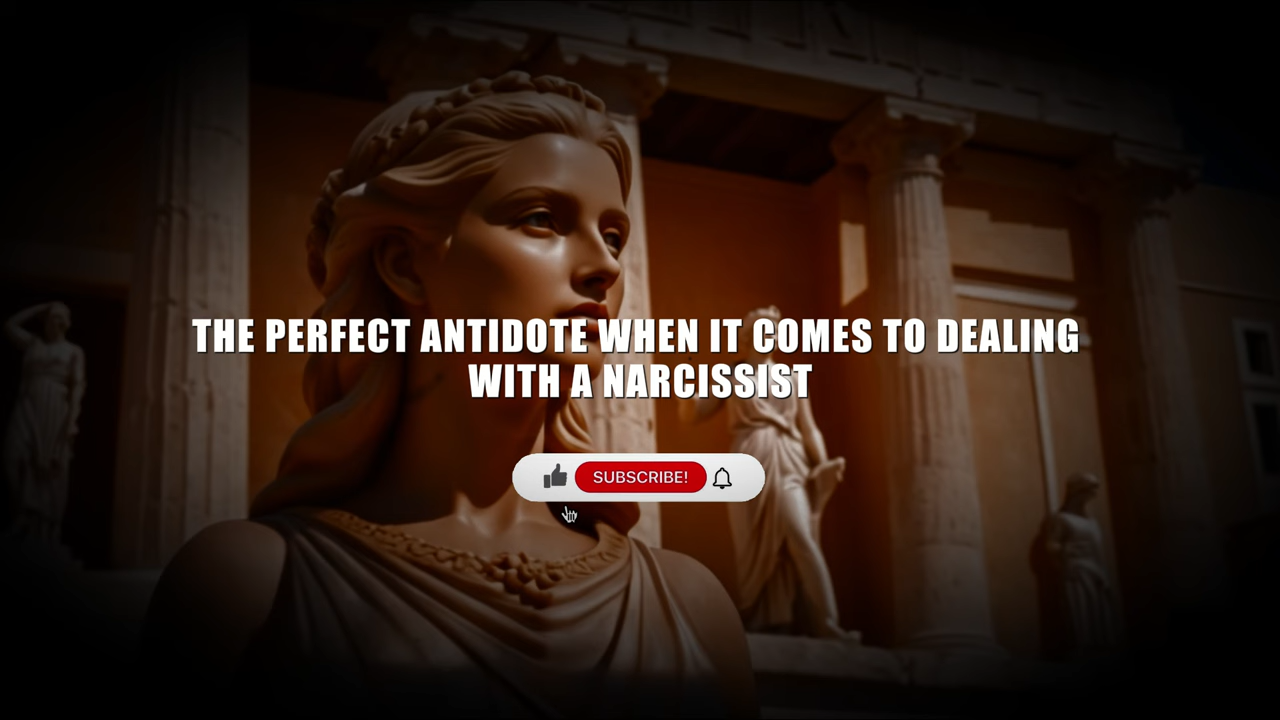 THE PERFECT ANTIDOTE WHEN IT COMES TO DEALING
WITH A NARCISSIST
SUBSCRIBE!